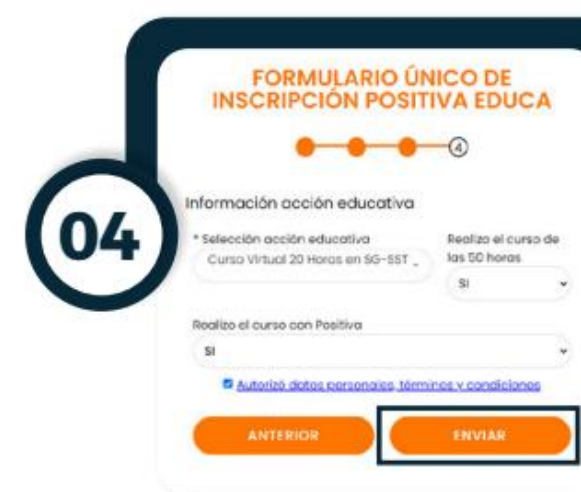 FORMULARIO ÚNICO DE
INSCRIPCIÓN POSITIVA EDUCA
4
04
Información acción educativa
* Selección acción educativa
Curso Virtual 20 Horas en SG-SST
Realizo el curso de
las 50 horas
SI
Realizo el curso con Positiva
SI
Autorizó datos personales, términos y condiciones
ANTERIOR
ENVIAR